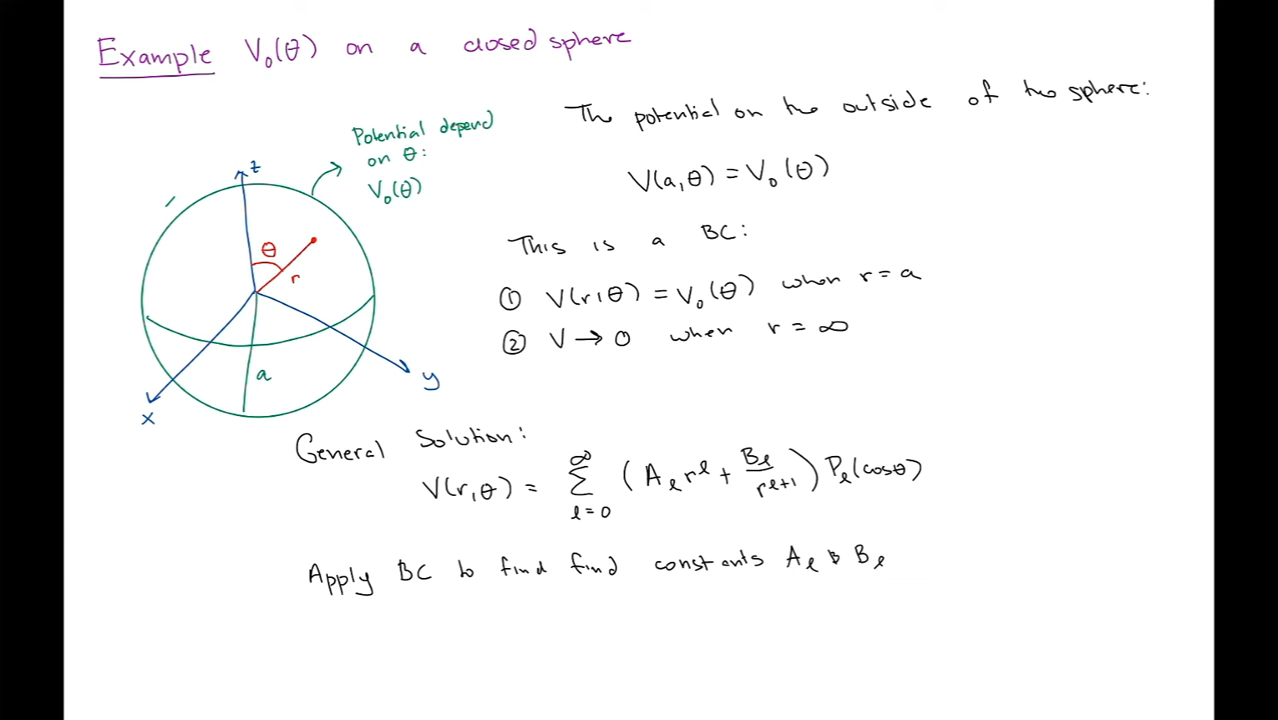 Example V₀(θ) on a closed sphere
The potential on the outside of the sphere:
Potential depend
on θ:
V₀(θ)
V(a,θ) = V₀(θ)
z
θ
r
a
x
y
This is a BC:
① V(r,θ) = V₀(θ) when r = a
② V → 0 when r = ∞
General Solution:
V(r,θ) = ∑_{l=0}^{∞} (A_l r^l + B_l / r^{l+1}) P_l(cosθ)
Apply BC to find find constants A_l & B_l